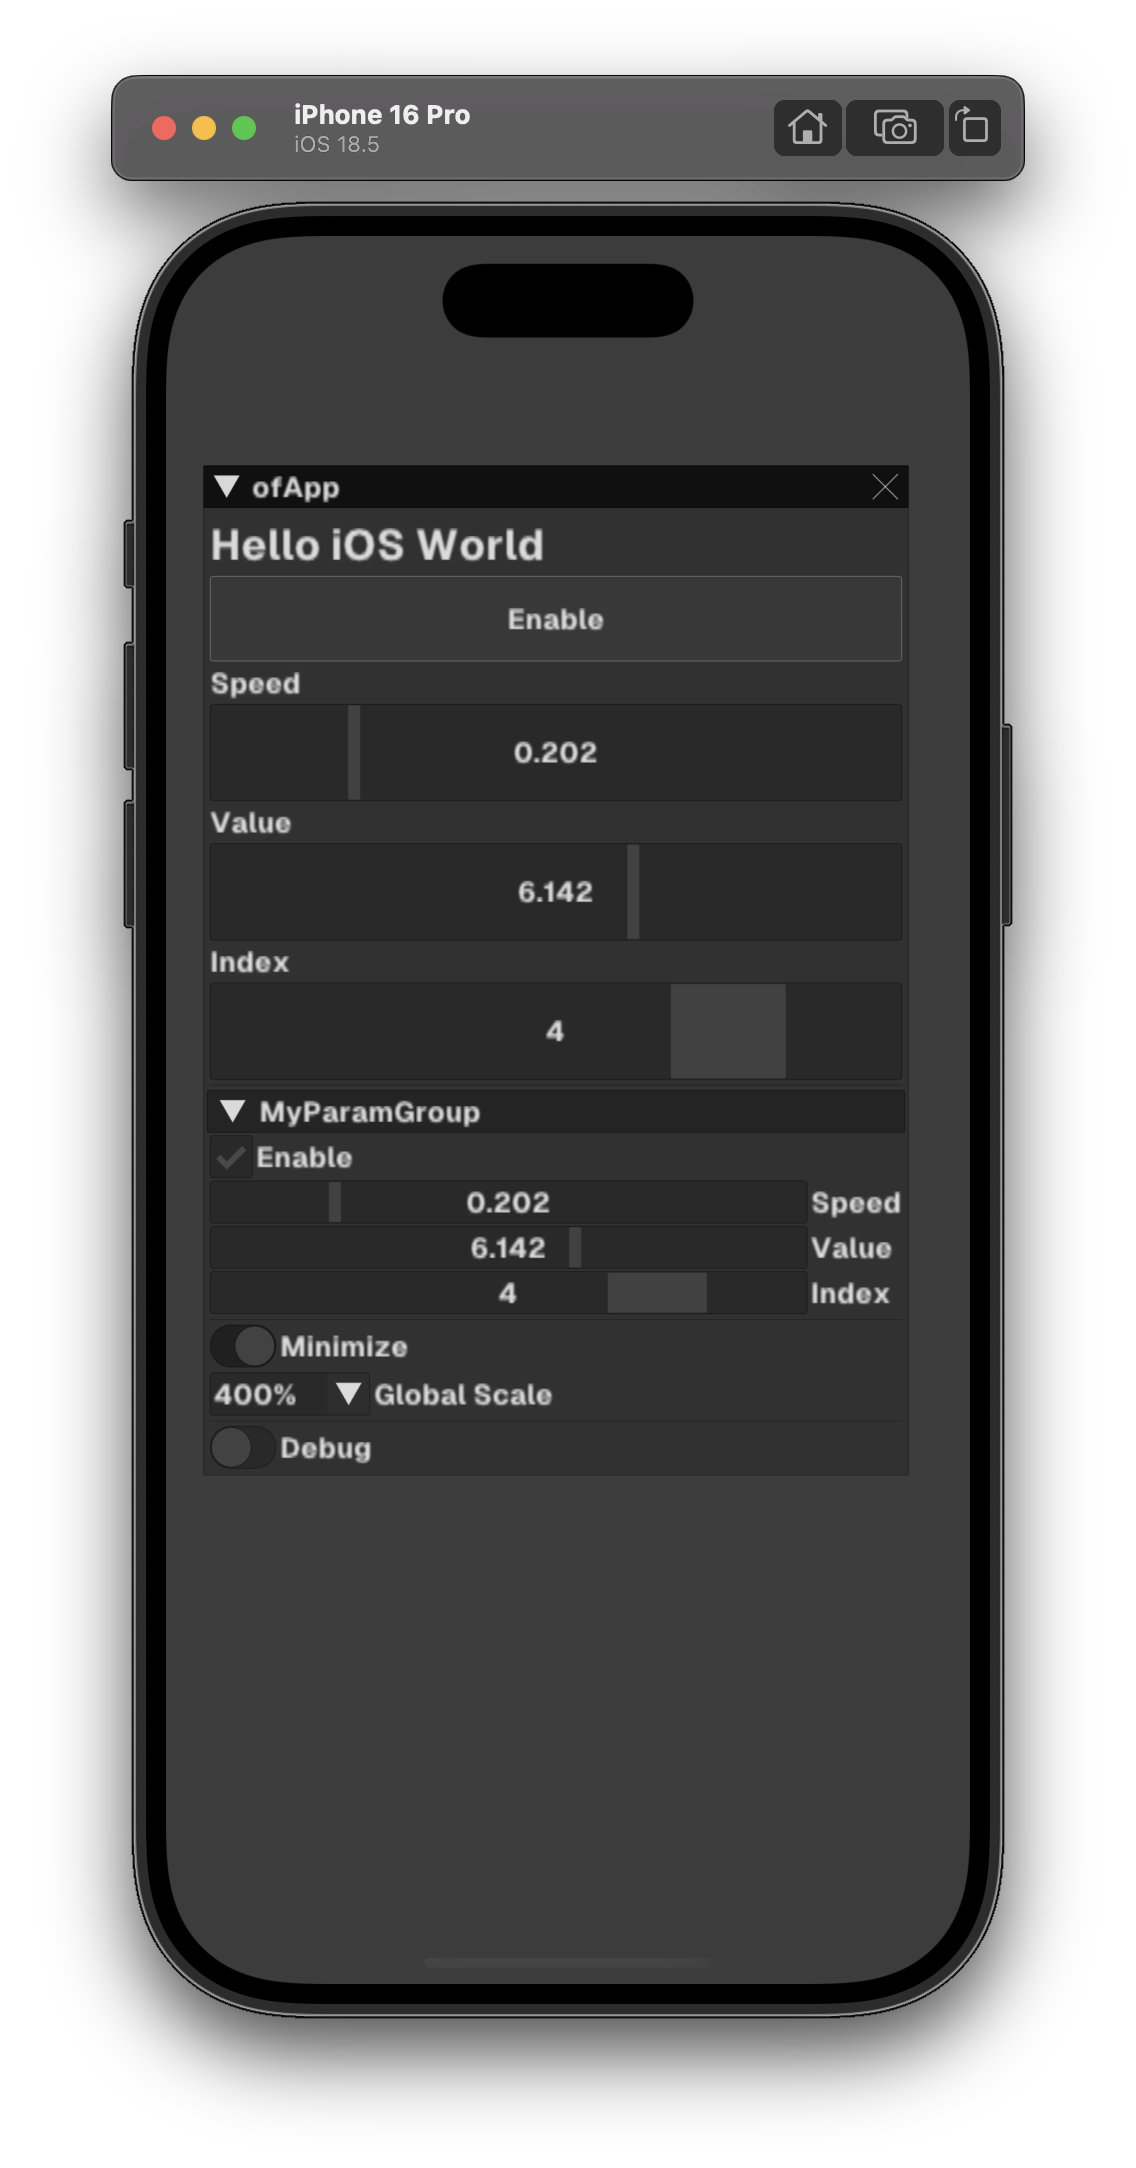 iPhone 16 Pro
iOS 18.5
ofApp
Hello iOS World
Enable
Speed
0.202
Value
6.142
Index
4
MyParamGroup
Enable
0.202 Speed
6.142 Value
4 Index
Minimize
400% Global Scale
Debug